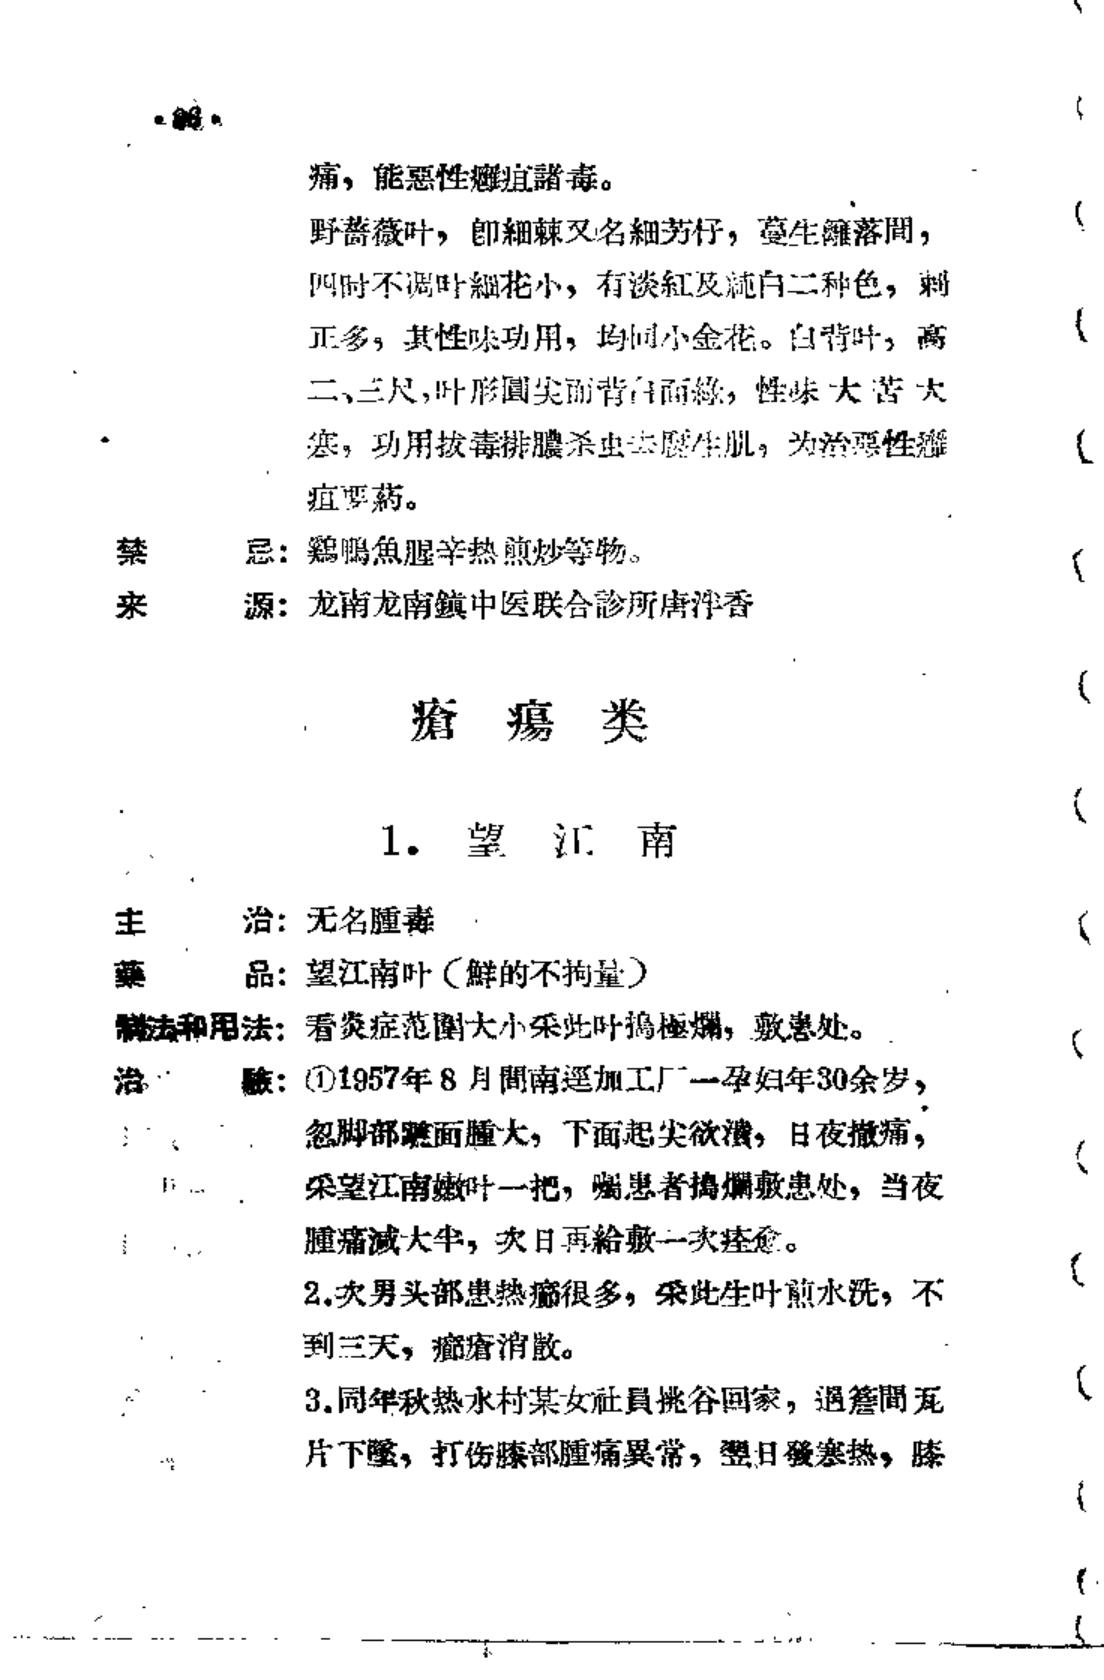 痛，能惡性癰疽諸毒。
野薔薇叶，卽細棘又名細芳仔，蔓生籬落間，
四时不凋叶細花小，有淡紅及純白二种色，刺
正多，其性味功用，均同小金花。白背叶，高
二、三尺，叶形圓尖而背白面綠，性味大苦大
寒，功用拔毒排膿杀虫去腐生肌，为治惡性癰
疽要葯。
禁忌：鷄鴨魚腥辛热煎炒等物。
来源：龙南龙南鎮中医联合診所唐泮香
瘡瘍类
1. 望江南
主治：无名腫毒
藥品：望江南叶（鮮的不拘量）
制法和用法：看炎症范圍大小采此叶搗極爛，敷患处。
治驗：①1957年8月間南逕加工厂一孕妇年30余岁，
忽脚部面腫大，下面起尖欲潰，日夜撤痛，
采望江南嫩叶一把，囑患者搗爛敷患处，当夜
腫痛减大半，次日再給敷一次痊愈。
2.次男头部患热癤很多，采此生叶煎水洗，不
到三天，癤瘡消散。
3.同年秋热水村某女社員挑谷回家，過簷間瓦
片下墜，打伤膝部腫痛異常，翌日發寒热，膝